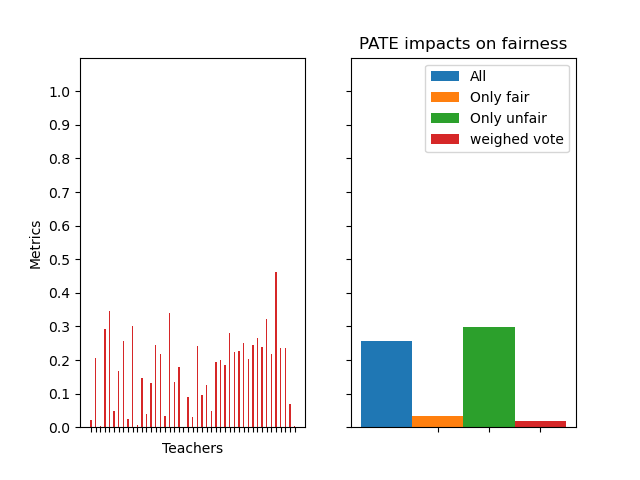 PATE impacts on fairness
All
Only fair
Only unfair
weighed vote
1.0
0.9
0.8
0.7
0.6
0.5
0.4
0.3
0.2
0.1
0.0
Metrics
Teachers